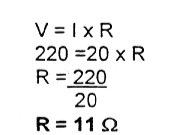 V = I x R
220 =20 x R
R = 220
20
R = 11 Ω